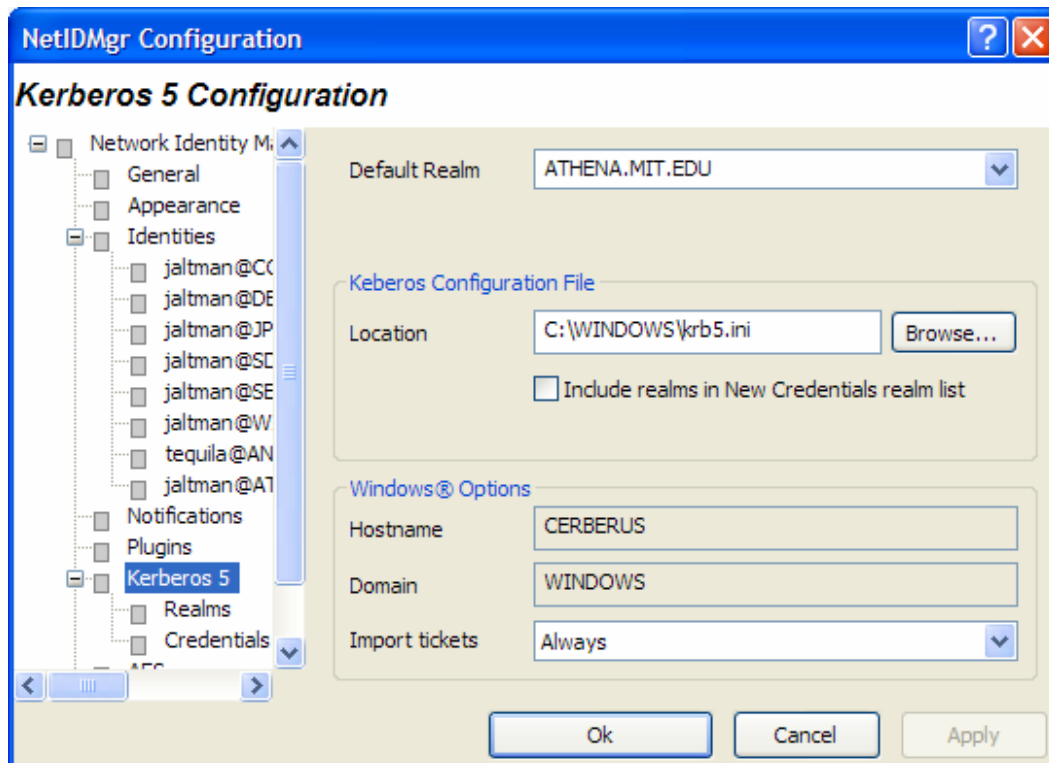 NetIDMgr Configuration
Kerberos 5 Configuration
Network Identity Ma
General
Appearance
Identities
jaltman@CO
jaltman@DE
jaltman@JP
jaltman@SD
jaltman@SE
jaltman@W
tequila@AN
jaltman@AT
Notifications
Plugins
Kerberos 5
Realms
Credentials
AFS
Default Realm
ATHENA.MIT.EDU
Keberos Configuration File
Location
C:\WINDOWS\krb5.ini
Browse...
Include realms in New Credentials realm list
Windows® Options
Hostname
CERBERUS
Domain
WINDOWS
Import tickets
Always
Ok
Cancel
Apply